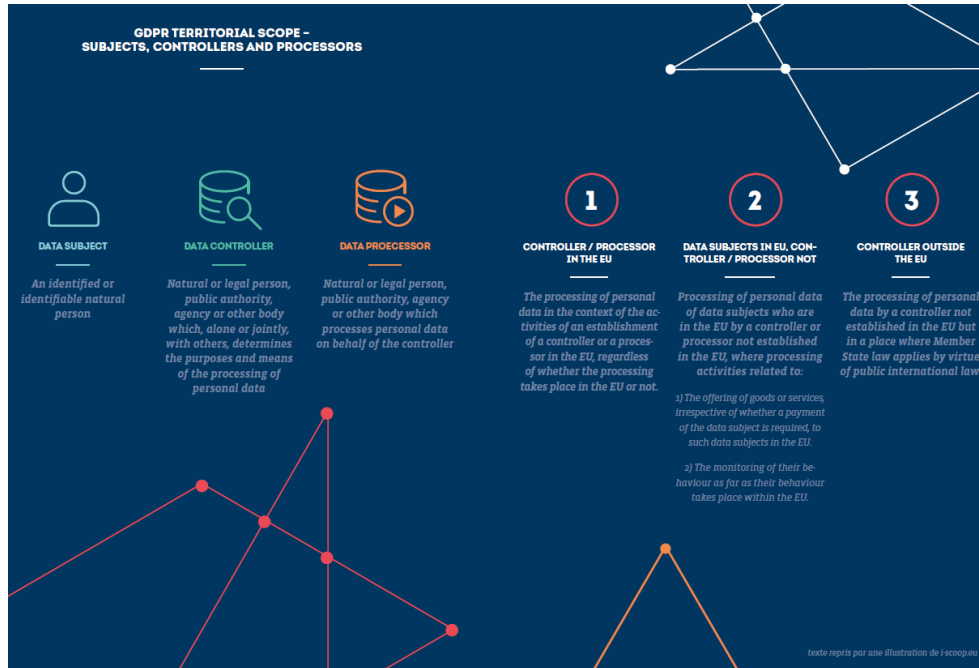 GDPR TERRITORIAL SCOPE –
SUBJECTS, CONTROLLERS AND PROCESSORS
DATA SUBJECT
An identified or
identifiable natural
person
DATA CONTROLLER
Natural or legal person,
public authority,
agency or other body
which, alone or jointly,
with others, determines
the purposes and means
of the processing of
personal data
DATA PROECESSOR
Natural or legal person,
public authority, agency
or other body which
processes personal data
on behalf of the controller
1
CONTROLLER / PROCESSOR
IN THE EU
The processing of personal
data in the context of the ac-
tivities of an establishment
of a controller or a proces-
sor in the EU, regardless
of whether the processing
takes place in the EU or not.
2
DATA SUBJECTS IN EU, CON-
TROLLER / PROCESSOR NOT
Processing of personal data
of data subjects who are
in the EU by a controller or
processor not established
in the EU, where processing
activities related to:
1) The offering of goods or services,
irrespective of whether a payment
of the data subject is required, to
such data subjects in the EU.
2) The monitoring of their be-
haviour as far as their behaviour
takes place within the EU.
3
CONTROLLER OUTSIDE
THE EU
The processing of personal
data by a controller not
established in the EU but
in a place where Member
State law applies by virtue
of public international law
texte repris par une illustration de i-scoop.eu